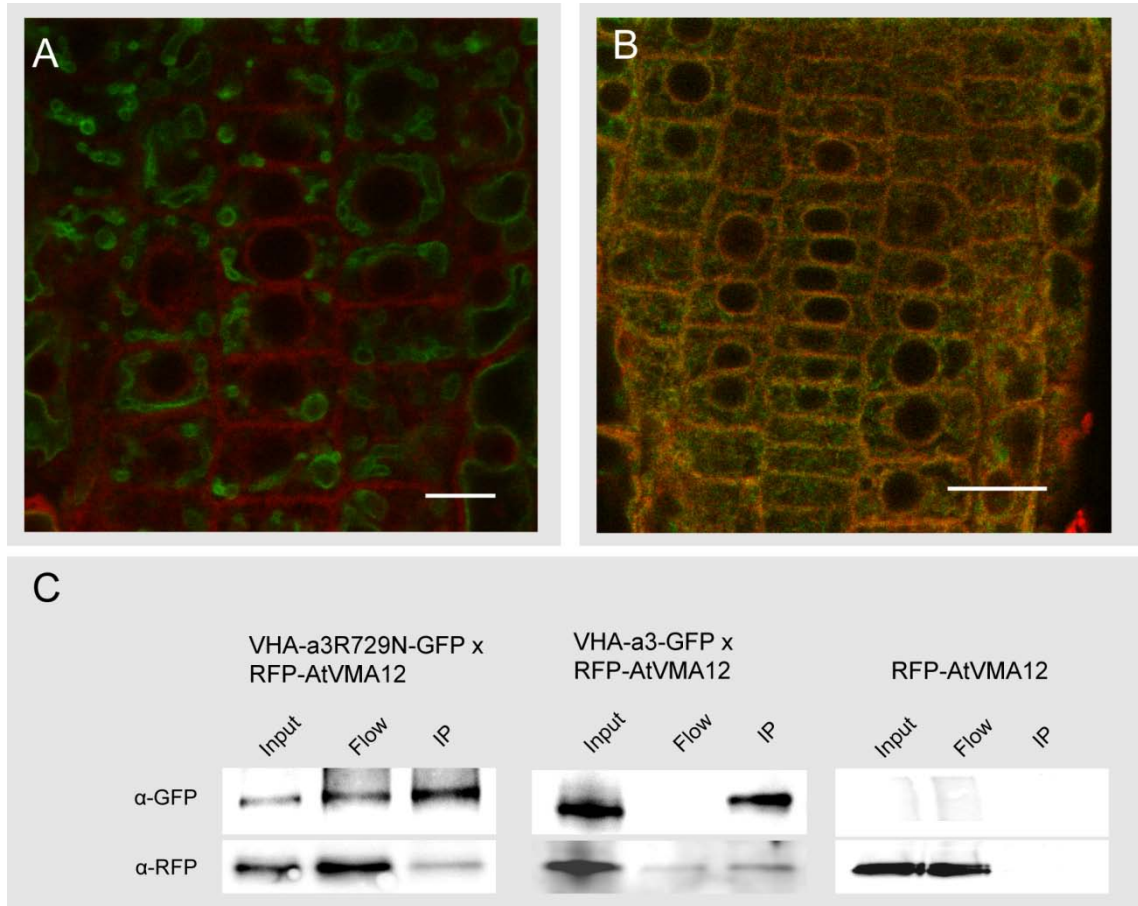 A
B
C
VHA-a3R729N-GFP x
RFP-AtVMA12
VHA-a3-GFP x
RFP-AtVMA12
RFP-AtVMA12
Input Flow IP
Input Flow IP
Input Flow IP
α-GFP
α-RFP